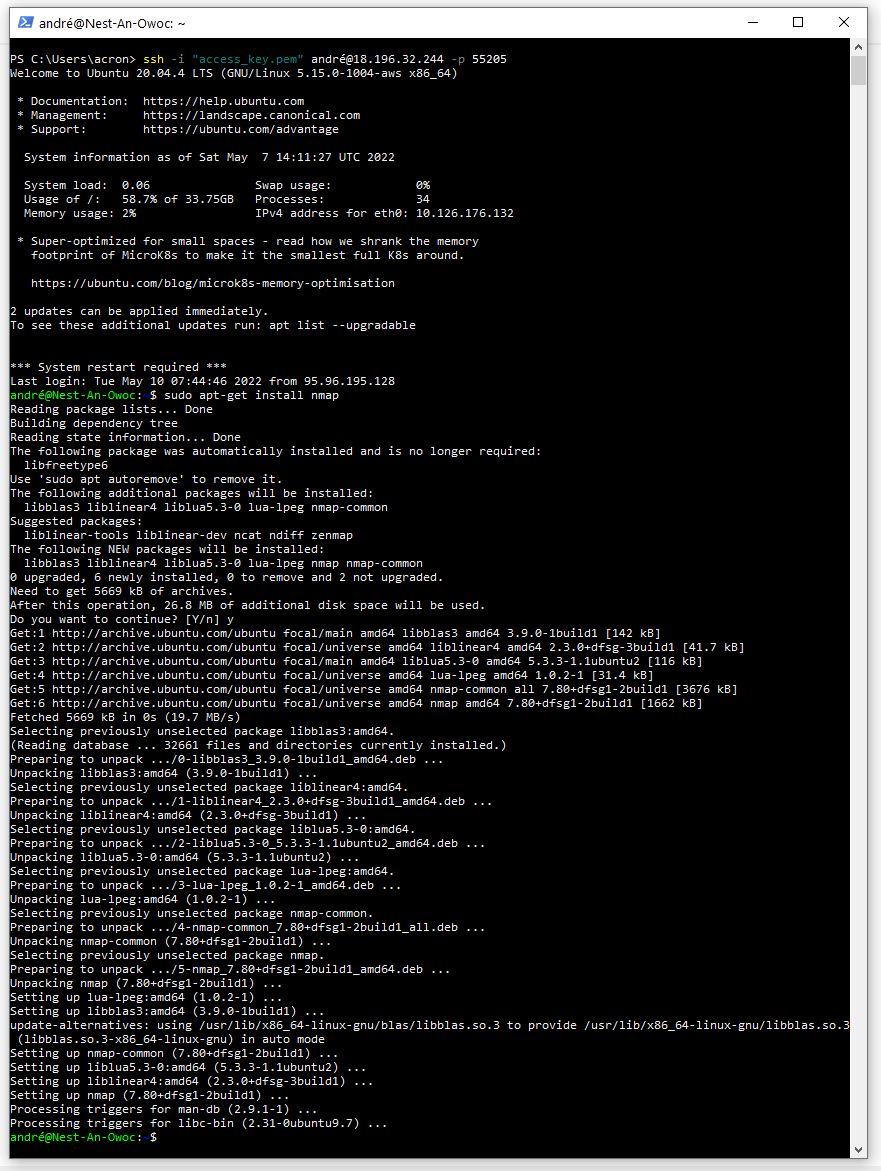 andré@Nest-An-Owoc: ~
PS C:\Users\acron> ssh -i "access_key.pem" andré@18.196.32.244 -p 55205
Welcome to Ubuntu 20.04.4 LTS (GNU/Linux 5.15.0-1004-aws x86_64)
* Documentation:  https://help.ubuntu.com
* Management:     https://landscape.canonical.com
* Support:        https://ubuntu.com/advantage
System information as of Sat May  7 14:11:27 UTC 2022
System load:  0.06               Swap usage:            0%
Usage of /:   58.7% of 33.75GB   Processes:             34
Memory usage: 2%                 IPv4 address for eth0: 10.126.176.132
* Super-optimized for small spaces - read how we shrank the memory
footprint of MicroK8s to make it the smallest full K8s around.
https://ubuntu.com/blog/microk8s-memory-optimisation
2 updates can be applied immediately.
To see these additional updates run: apt list --upgradable
*** System restart required ***
Last login: Tue May 10 07:44:46 2022 from 95.96.195.128
andré@Nest-An-Owoc:~$ sudo apt-get install nmap
Reading package lists... Done
Building dependency tree
Reading state information... Done
The following package was automatically installed and is no longer required:
libfreetype6
Use 'sudo apt autoremove' to remove it.
The following additional packages will be installed:
libblas3 liblinear4 liblua5.3-0 lua-lpeg nmap-common
Suggested packages:
liblinear-tools liblinear-dev ncat ndiff zenmap
The following NEW packages will be installed:
libblas3 liblinear4 liblua5.3-0 lua-lpeg nmap nmap-common
0 upgraded, 6 newly installed, 0 to remove and 2 not upgraded.
Need to get 5669 kB of archives.
After this operation, 26.8 MB of additional disk space will be used.
Do you want to continue? [Y/n] y
Get:1 http://archive.ubuntu.com/ubuntu focal/main amd64 libblas3 amd64 3.9.0-1build1 [142 kB]
Get:2 http://archive.ubuntu.com/ubuntu focal/universe amd64 liblinear4 amd64 2.3.0+dfsg-3build1 [41.7 kB]
Get:3 http://archive.ubuntu.com/ubuntu focal/main amd64 liblua5.3-0 amd64 5.3.3-1.1ubuntu2 [116 kB]
Get:4 http://archive.ubuntu.com/ubuntu focal/universe amd64 lua-lpeg amd64 1.0.2-1 [31.4 kB]
Get:5 http://archive.ubuntu.com/ubuntu focal/universe amd64 nmap-common all 7.80+dfsg1-2build1 [3676 kB]
Get:6 http://archive.ubuntu.com/ubuntu focal/universe amd64 nmap amd64 7.80+dfsg1-2build1 [1662 kB]
Fetched 5669 kB in 0s (19.7 MB/s)
Selecting previously unselected package libblas3:amd64.
(Reading database ... 32661 files and directories currently installed.)
Preparing to unpack .../0-libblas3_3.9.0-1build1_amd64.deb ...
Unpacking libblas3:amd64 (3.9.0-1build1) ...
Selecting previously unselected package liblinear4:amd64.
Preparing to unpack .../1-liblinear4_2.3.0+dfsg-3build1_amd64.deb ...
Unpacking liblinear4:amd64 (2.3.0+dfsg-3build1) ...
Selecting previously unselected package liblua5.3-0:amd64.
Preparing to unpack .../2-liblua5.3-0_5.3.3-1.1ubuntu2_amd64.deb ...
Unpacking liblua5.3-0:amd64 (5.3.3-1.1ubuntu2) ...
Selecting previously unselected package lua-lpeg:amd64.
Preparing to unpack .../3-lua-lpeg_1.0.2-1_amd64.deb ...
Unpacking lua-lpeg:amd64 (1.0.2-1) ...
Selecting previously unselected package nmap-common.
Preparing to unpack .../4-nmap-common_7.80+dfsg1-2build1_all.deb ...
Unpacking nmap-common (7.80+dfsg1-2build1) ...
Selecting previously unselected package nmap.
Preparing to unpack .../5-nmap_7.80+dfsg1-2build1_amd64.deb ...
Unpacking nmap (7.80+dfsg1-2build1) ...
Setting up lua-lpeg:amd64 (1.0.2-1) ...
Setting up libblas3:amd64 (3.9.0-1build1) ...
update-alternatives: using /usr/lib/x86_64-linux-gnu/blas/libblas.so.3 to provide /usr/lib/x86_64-linux-gnu/libblas.so.3
(libblas.so.3-x86_64-linux-gnu) in auto mode
Setting up nmap-common (7.80+dfsg1-2build1) ...
Setting up liblua5.3-0:amd64 (5.3.3-1.1ubuntu2) ...
Setting up liblinear4:amd64 (2.3.0+dfsg-3build1) ...
Setting up nmap (7.80+dfsg1-2build1) ...
Processing triggers for man-db (2.9.1-1) ...
Processing triggers for libc-bin (2.31-0ubuntu9.7) ...
andré@Nest-An-Owoc:~$